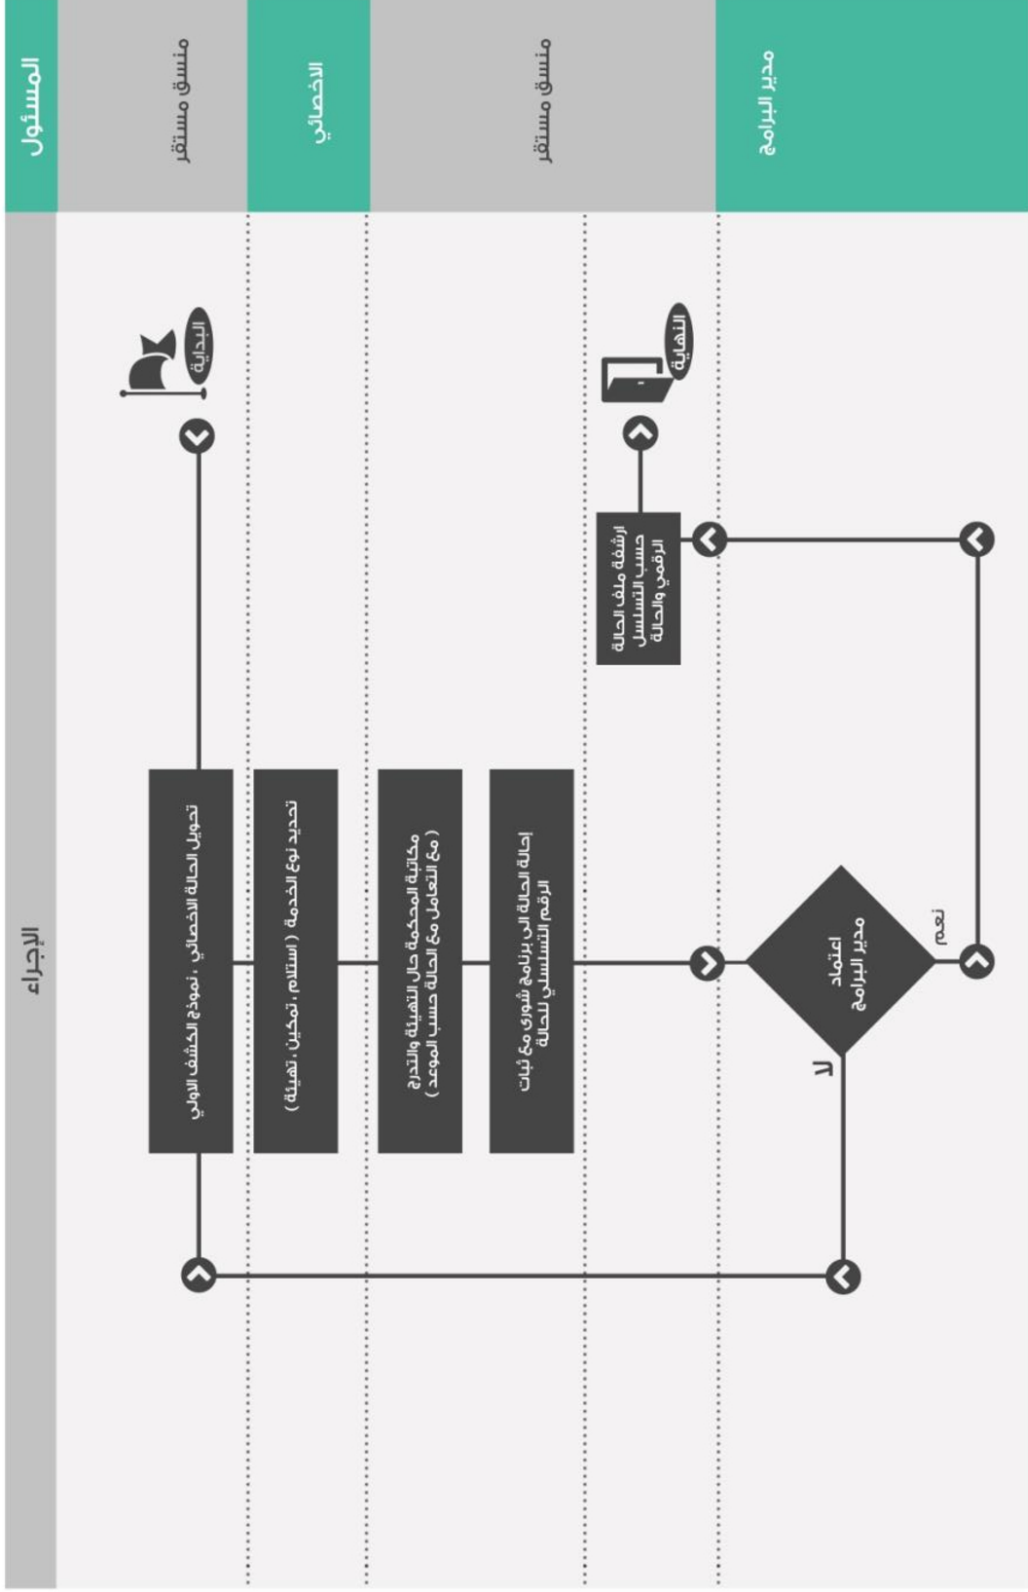 المسئول
الإجراء
منسق مستقر
البداية
تحويل الحالة الاخصائي ، نموذج الكشف الاولي
الاخصائي
تحديد نوع الخدمة ( استلام ، تمكين ، تهيئة )
منسق مستقر
مكاتبة المحكمة حال التهيئة والتدرج
( مع التعامل مع الحالة حسب الموعد )
إحالة الحالة الى برنامج شورى مع ثبات
الرقم التسلسلي للحالة
النهاية
ارشفة ملف الحالة
حسب التسلسل
الرقمي والحالة
مدير البرامج
اعتماد
مدير البرامج
لا
نعم